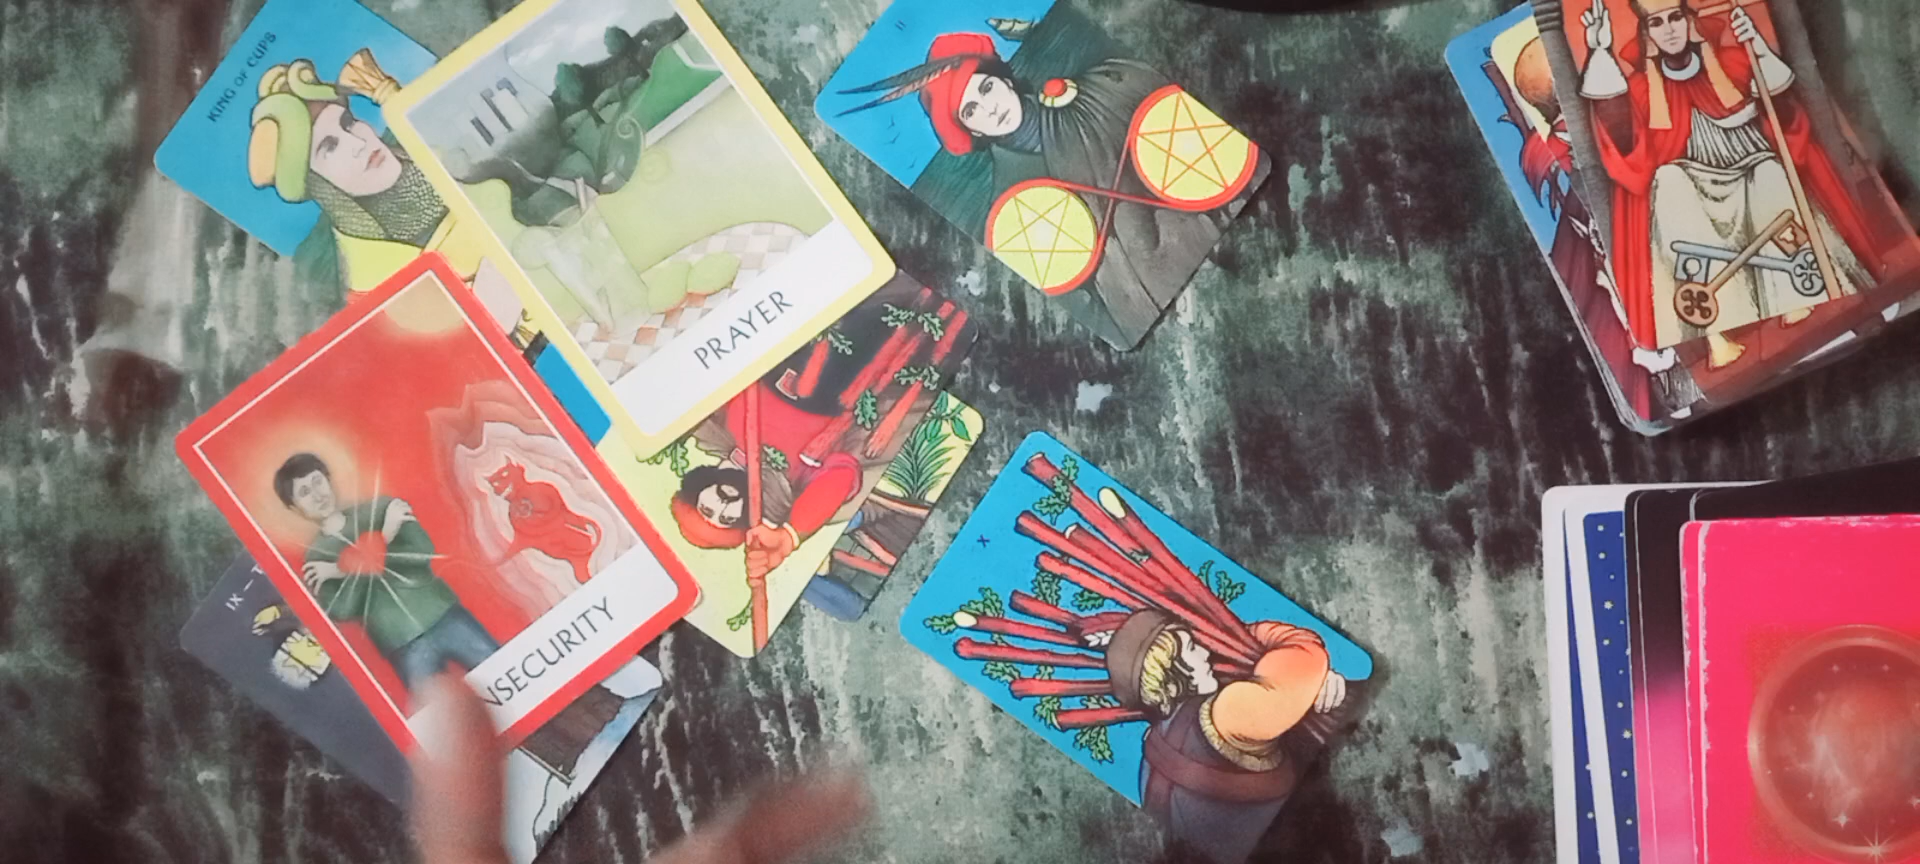 KING OF CUPS
PRAYER
II
X
IX –
NSECURITY